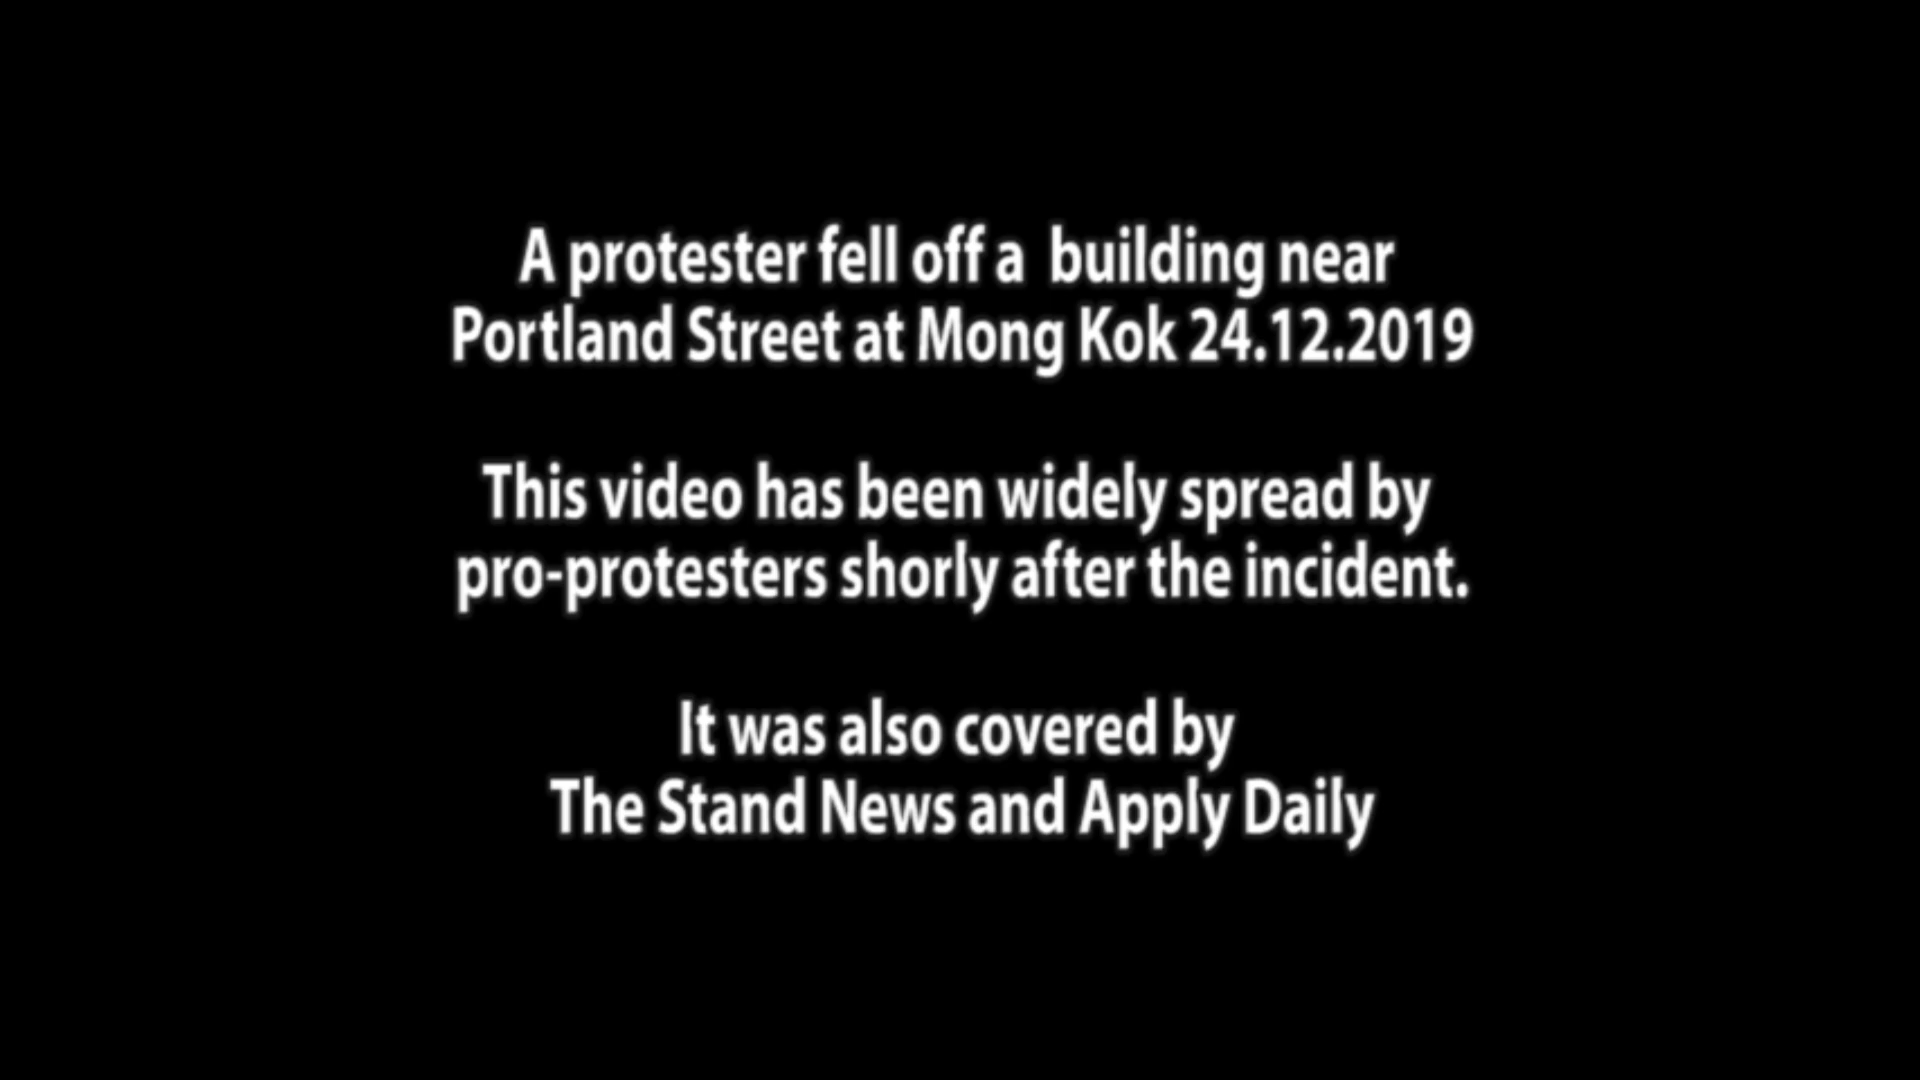 A protester fell off a  building near
Portland Street at Mong Kok 24.12.2019
This video has been widely spread by
pro-protesters shorly after the incident.
It was also covered by
The Stand News and Apply Daily